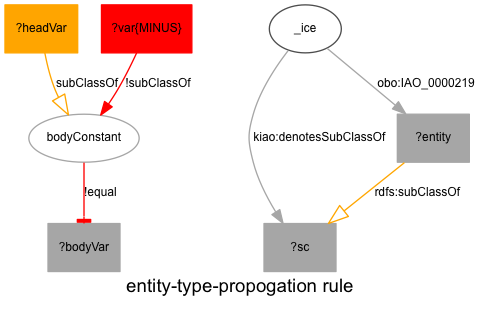 ?headVar
?var{MINUS}
_ice
subClassOf
!subClassOf
obo:IAO_0000219
bodyConstant
kiao:denotesSubClassOf
?entity
!equal
rdfs:subClassOf
?bodyVar
?sc
entity-type-propogation rule